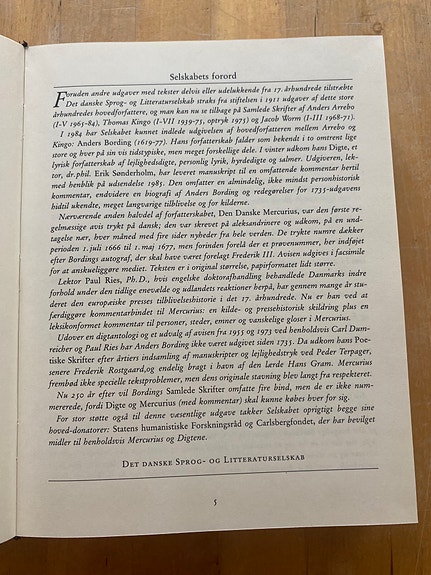 Selskabets forord
Foruden andre udgaver med tekster delvis eller udelukkende fra 17. århundrede tilstræbte
Det danske Sprog- og Litteraturselskab straks fra stiftelsen i 1911 udgaver af dette store
århundredes hovedforfattere, og man kan nu se tilbage på Samlede Skrifter af Anders Arrebo
(I-V 1965-84), Thomas Kingo (I-VII 1939-75, optryk 1975) og Jacob Worm (I-III 1968-71).
I 1984 har Selskabet kunnet indlede udgivelsen af hovedforfatteren mellem Arrebo og
Kingo: Anders Bording (1619-77). Hans forfatterskab falder som bekendt i to omtrent lige
store og hver på sin vis tidstypiske, men meget forskellige dele. I vinter udkom hans Digte, et
lyrisk forfatterskab af lejlighedsdigte, personlig lyrik, hyrdedigte og salmer. Udgiveren, lek-
tor, dr. phil. Erik Sønderholm, har leveret manuskript til en omfattende kommentar hertil
med henblik på udsendelse 1985. Den omfatter en almindelig, ikke mindst personhistorisk
kommentar, endvidere en biografi af Anders Bording og redegørelser for 1735-udgavens
hidtil ukendte, meget langvarige tilblivelse og for kilderne.
Nærværende anden halvdel af forfatterskabet, Den Danske Mercurius, var den første re-
gelmæssige avis trykt på dansk; den var skrevet på aleksandrinere og udkom, på en und-
tagelse nær, hver måned med fire sider nyheder fra hele verden. De trykte numre dækker
perioden 1. juli 1666 til 1. maj 1677, men forinden forelå der et prøvenummer, her indføjet
efter Bordings autograf, der skal have været forelagt Frederik III. Avisen udgives i facsimile
for at anskueliggøre mediet. Teksten er i original størrelse, papirformatet lidt større.
Lektor Paul Ries, Ph.D., hvis engelske doktorafhandling behandlede Danmarks indre
forhold under den tidlige enevælde og udlandets reaktioner herpå, har gennem mange år stu-
deret den europæiske presses tilblivelseshistorie i det 17. århundrede. Nu er han ved at
færdiggøre kommentarbindet til Mercurius: en kilde- og pressehistorisk skildring plus en
leksikonformet kommentar til personer, steder, emner og vanskelige gloser i Mercurius.
Udover en digtantologi og et udvalg af avisen fra 1955 og 1973 ved henholdsvis Carl Dum-
reicher og Paul Ries har Anders Bording ikke været udgivet siden 1735. Da udkom hans Poe-
tiske Skrifter efter årtiers indsamling af manuskripter og lejlighedstryk ved Peder Terpager,
senere Frederik Rostgaard, og endelig bragt i havn af den lærde Hans Gram. Mercurius
frembød ikke specielle tekstproblemer, men dens originale stavning blev langt fra respekteret.
Nu 250 år efter vil Bordings Samlede Skrifter omfatte fire bind, men de er ikke num-
mererede, fordi Digte og Mercurius (med kommentar) skal kunne købes hver for sig.
For stor støtte også til denne væsentlige udgave takker Selskabet oprigtigt begge sine
hoved-donatorer: Statens humanistiske Forskningsråd og Carlsbergfondet, der har bevilget
midler til henholdsvis Mercurius og Digtene.
DET DANSKE SPROG- OG LITTERATURSELSKAB
5